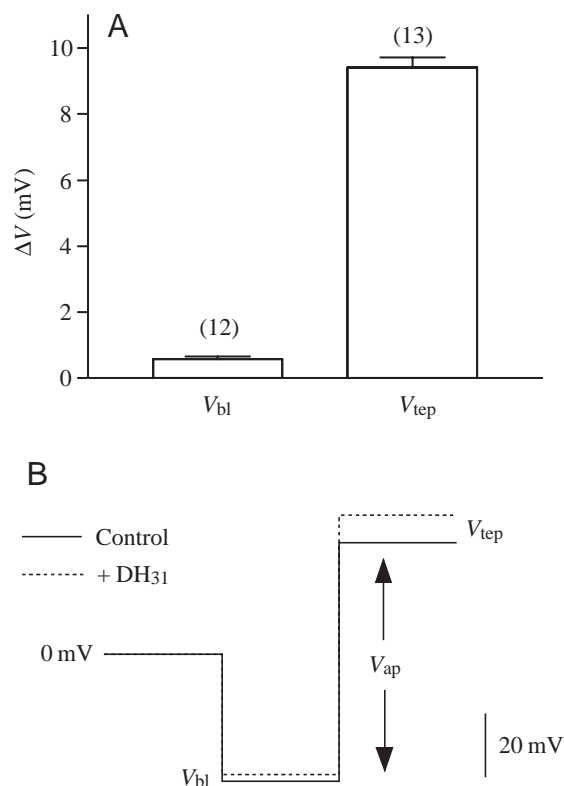 A
10
8
6
4
2
0
ΔV (mV)
(12)
(13)
Vbl
Vtep
B
Control
+ DH31
0 mV
Vbl
Vtep
Vap
20 mV